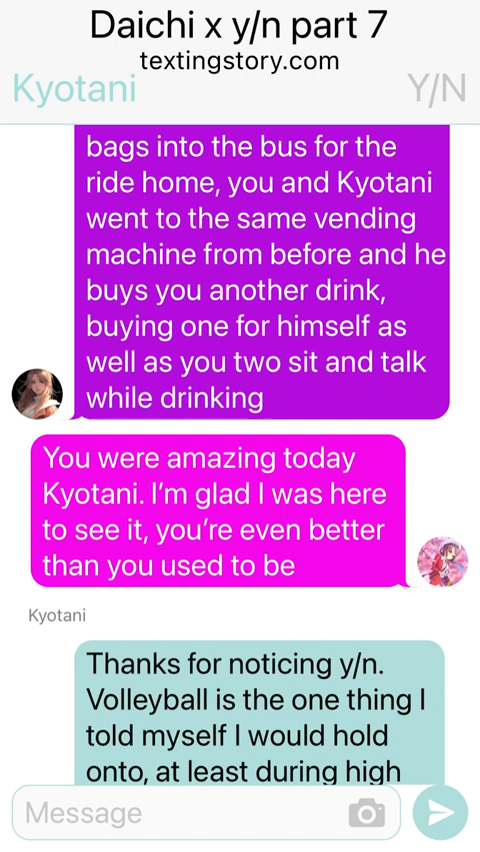 Daichi x y/n part 7
textingstory.com
Kyotani
Y/N
bags into the bus for the
ride home, you and Kyotani
went to the same vending
machine from before and he
buys you another drink,
buying one for himself as
well as you two sit and talk
while drinking
You were amazing today
Kyotani. I’m glad I was here
to see it, you’re even better
than you used to be
Kyotani
Thanks for noticing y/n.
Volleyball is the one thing I
told myself I would hold
onto, at least during high
Message